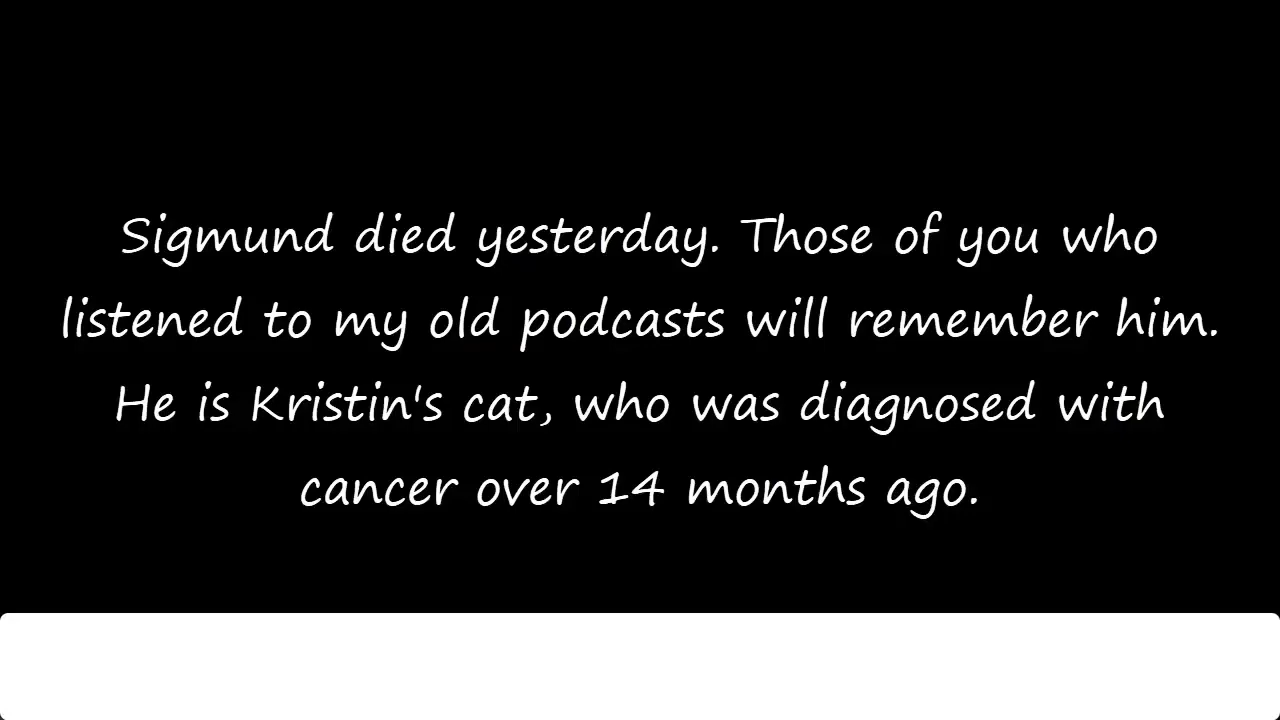 Sigmund died yesterday. Those of you who
listened to my old podcasts will remember him.
He is Kristin's cat, who was diagnosed with
cancer over 14 months ago.